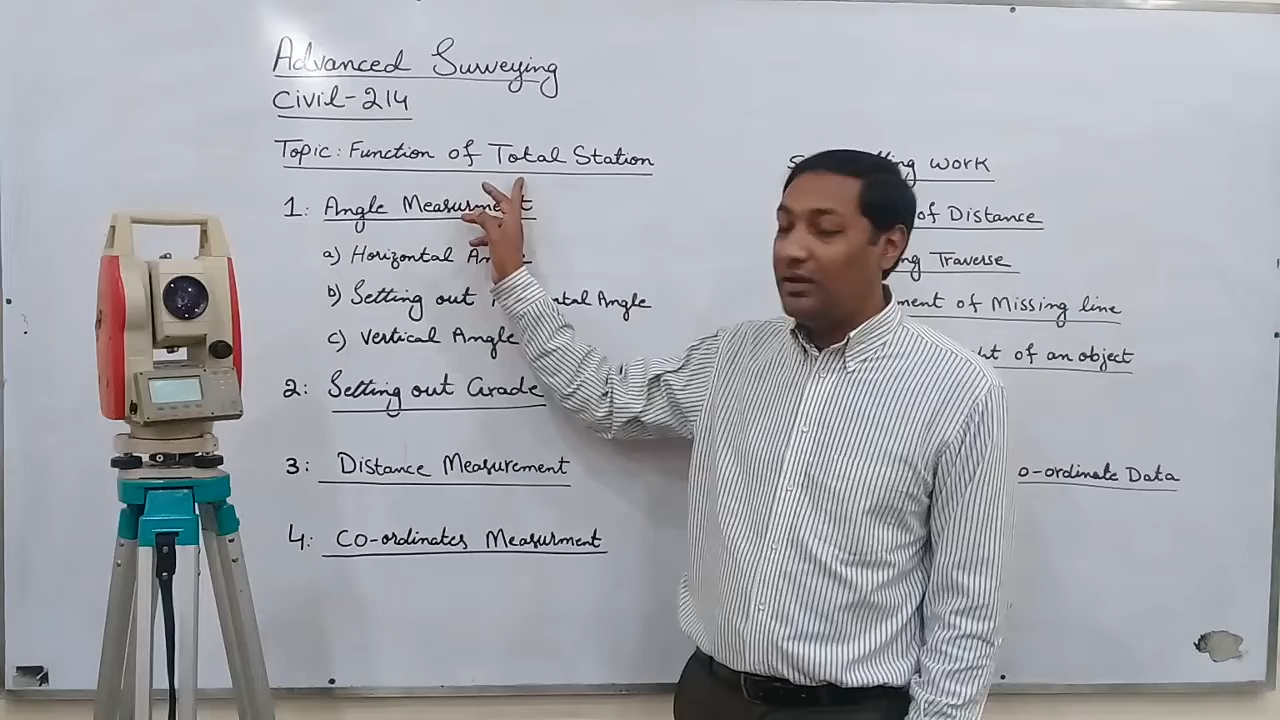 Advanced Surveying
Civil-214
Topic: Function of Total Station
1: Angle Measurment
a) Horizontal
b) Setting out Angle
c) Vertical Angle
2: Setting out Grade
3: Distance Measurement
4: Co-ordinates Measurment
work
of Distance
Traverse
of Missing line
of an object
Data